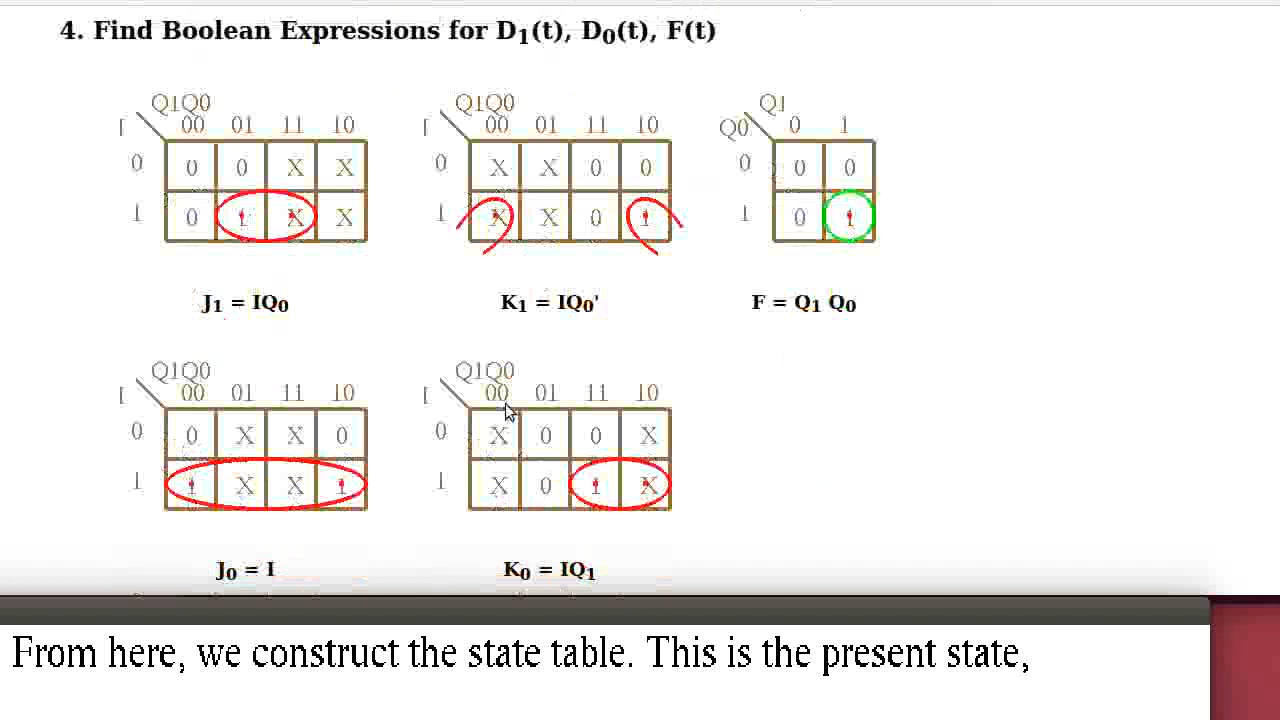 4. Find Boolean Expressions for D1(t), D0(t), F(t)
Q1Q0
I 00 01 11 10
0 0 0 X X
1 0 1 X X
J1 = IQ0
Q1Q0
I 00 01 11 10
0 X X 0 0
1 X X 0 1
K1 = IQ0'
Q1
Q0 0 1
0 0 0
1 0 1
F = Q1 Q0
Q1Q0
I 00 01 11 10
0 0 X X 0
1 1 X X 1
J0 = I
Q1Q0
I 00 01 11 10
0 X 0 0 X
1 X 0 1 X
K0 = IQ1
From here, we construct the state table. This is the present state,